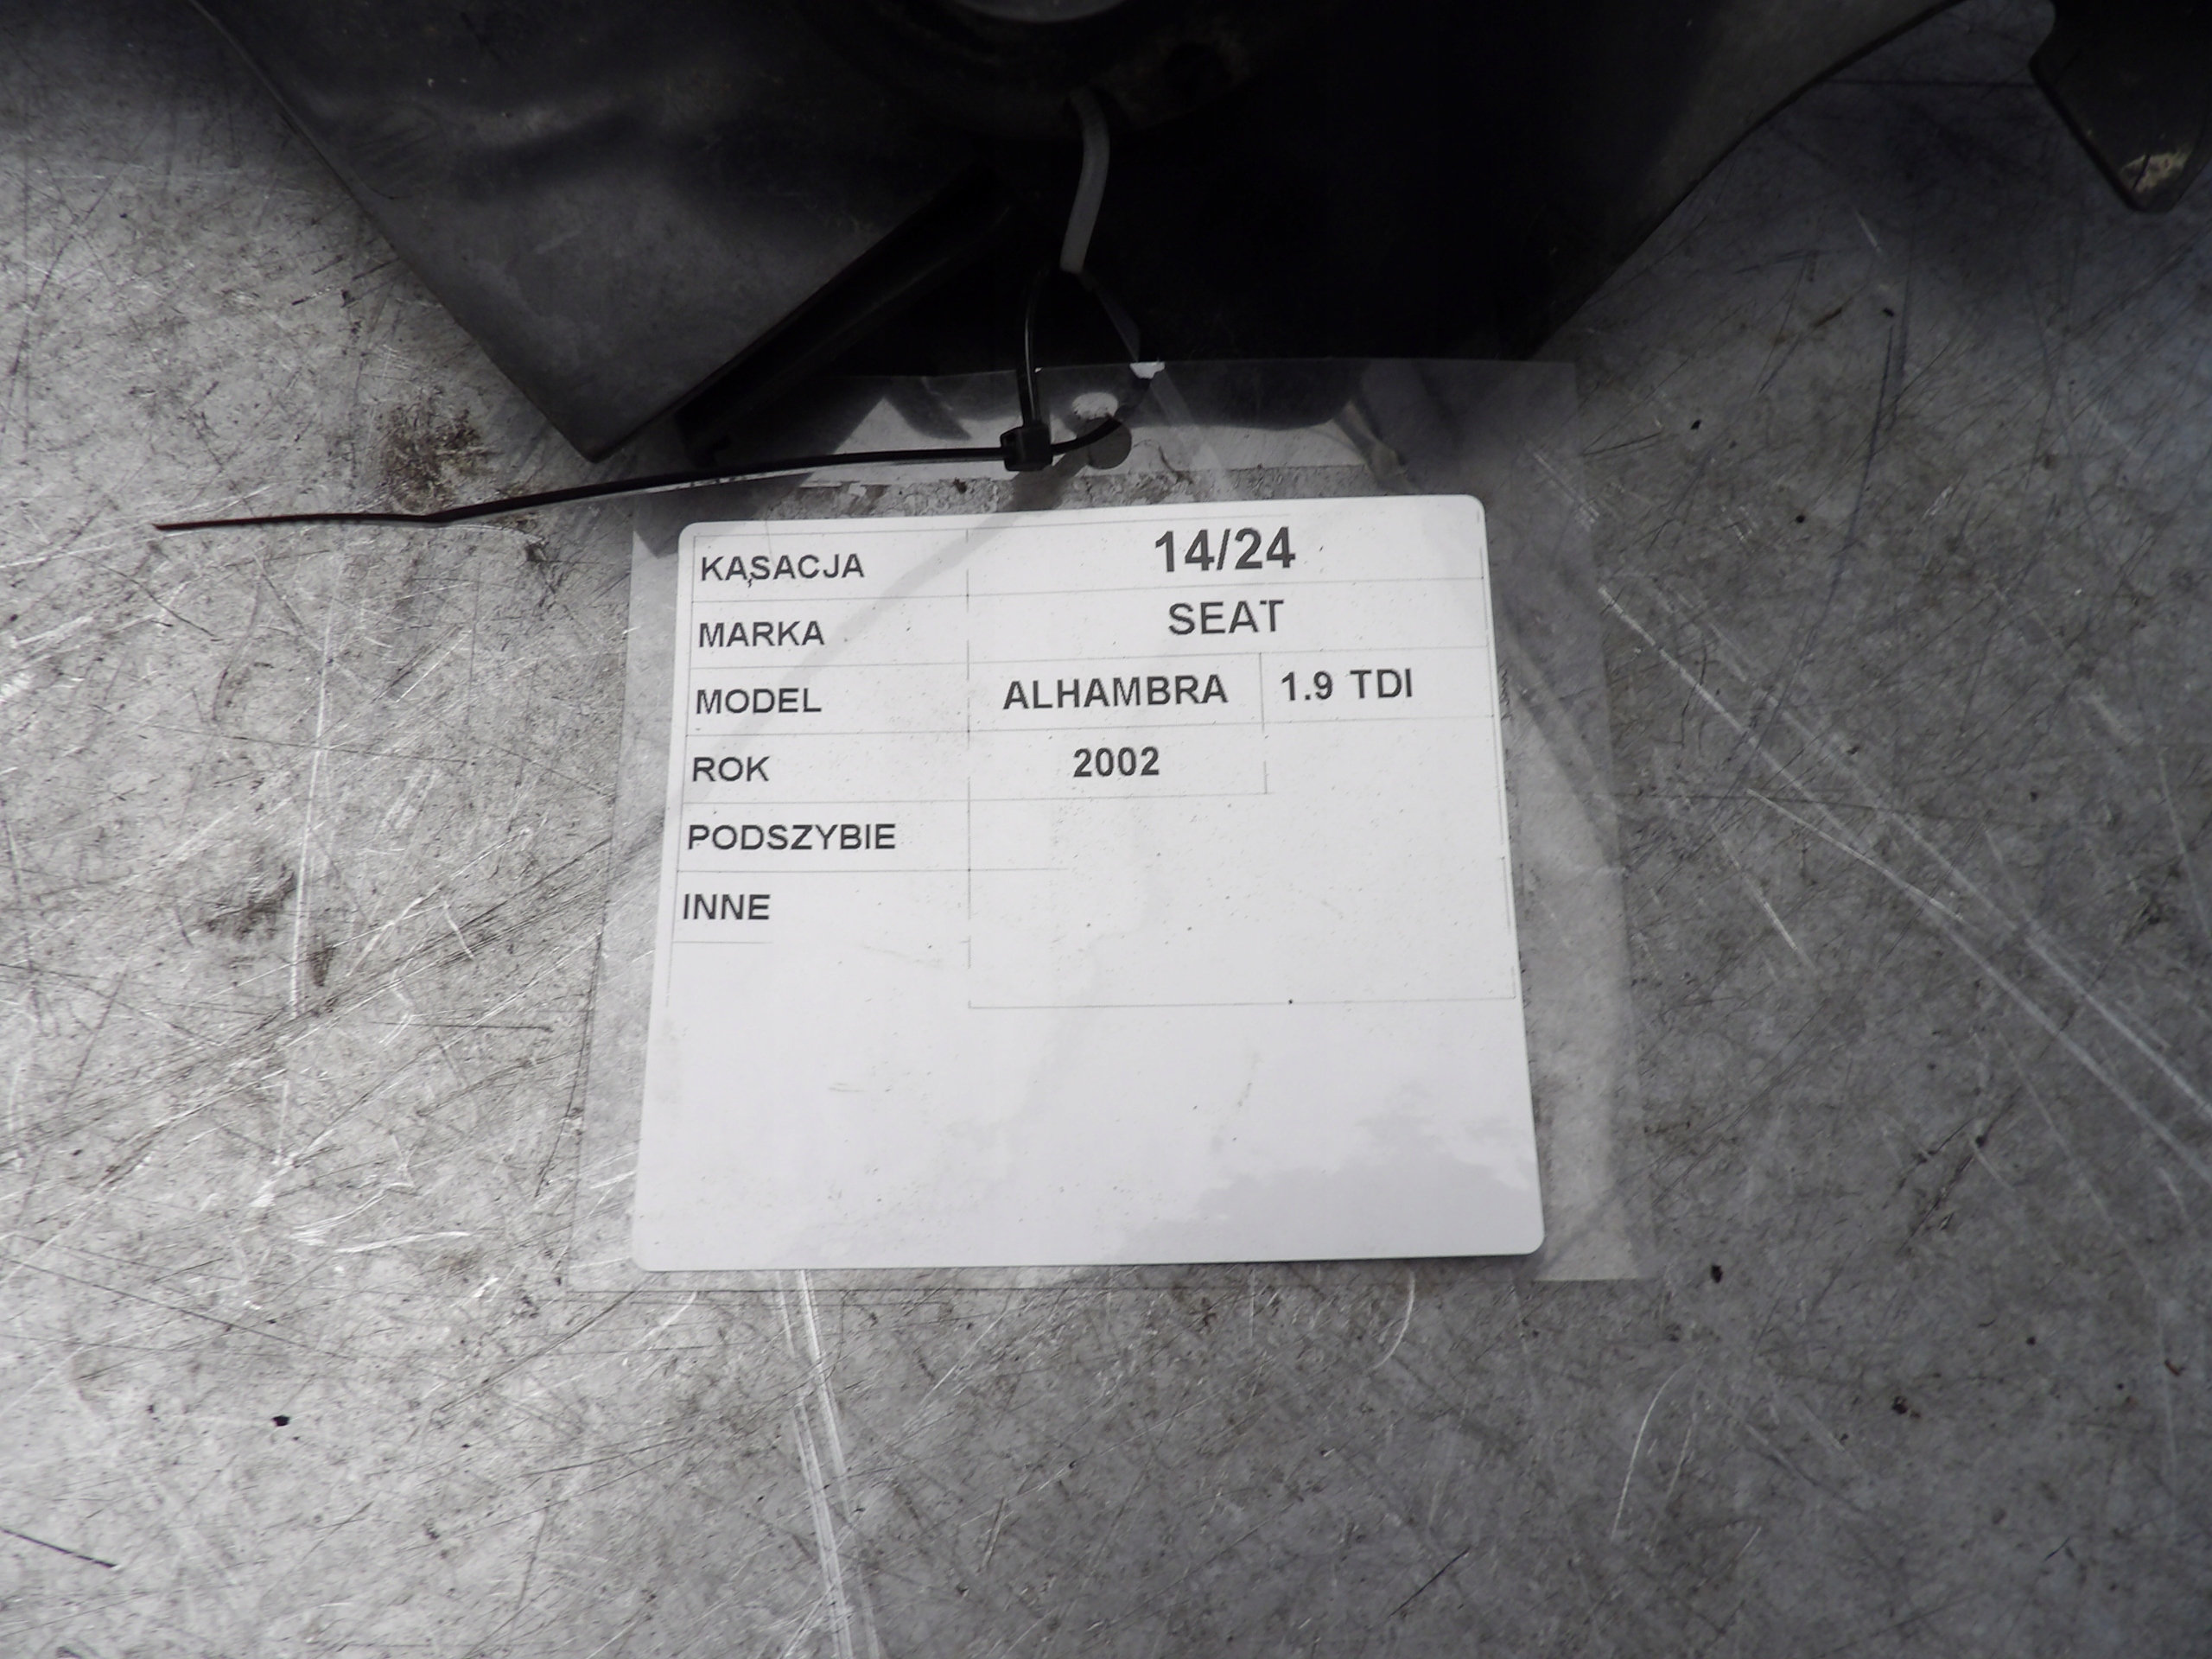 KASACJA 14/24
MARKA SEAT
MODEL ALHAMBRA 1.9 TDI
ROK 2002
PODSZYBIE
INNE